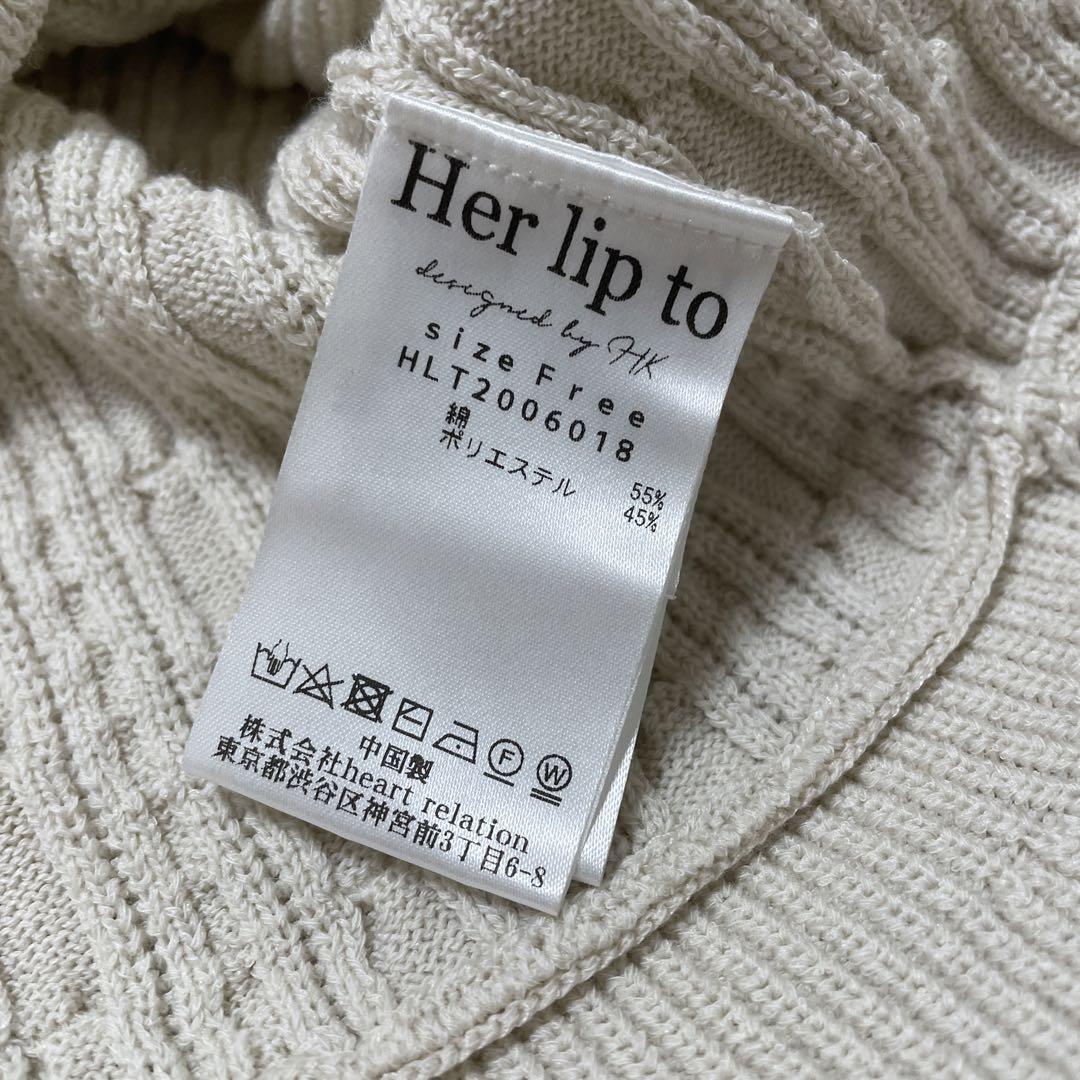 Her lip to
designed by HK
size Free
HLT2006018
綿 55%
ポリエステル 45%
F W
中国製
株式会社heart relation
東京都渋谷区神宮前3丁目6-8